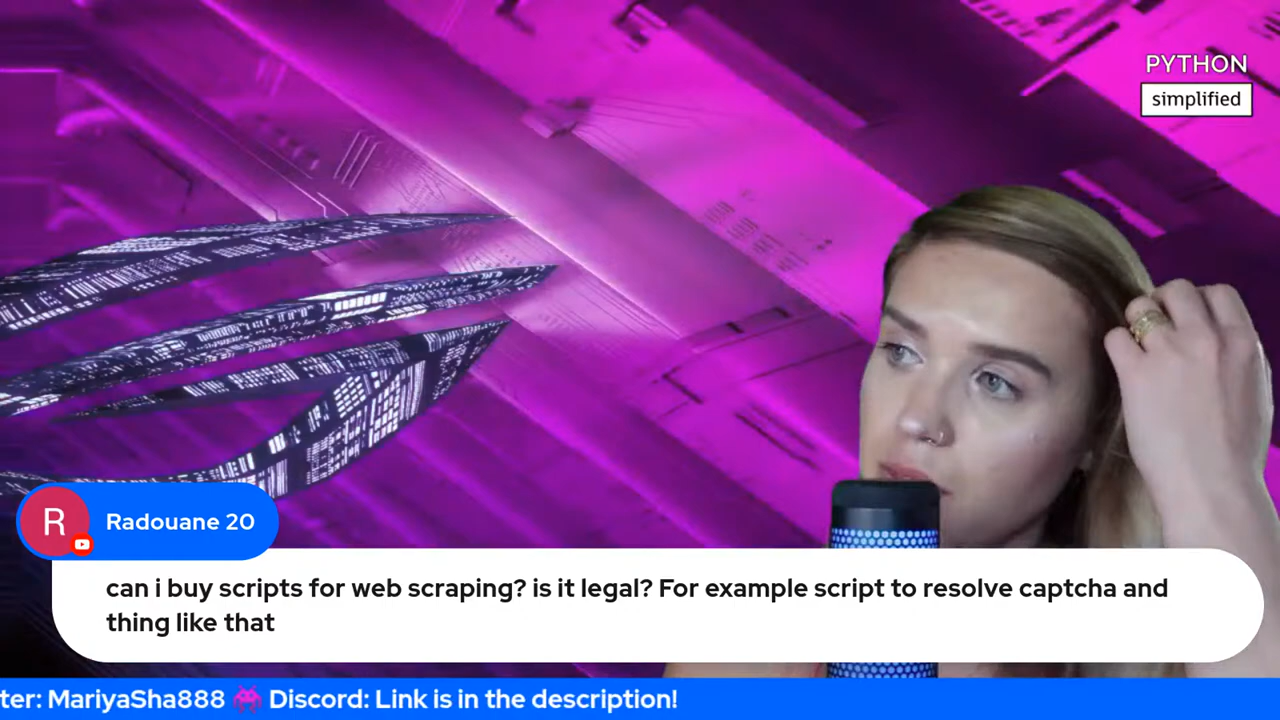 PYTHON
simplified
R
Radouane 20
can i buy scripts for web scraping? is it legal? For example script to resolve captcha and
thing like that
ter: MariyaSha888 👾 Discord: Link is in the description!